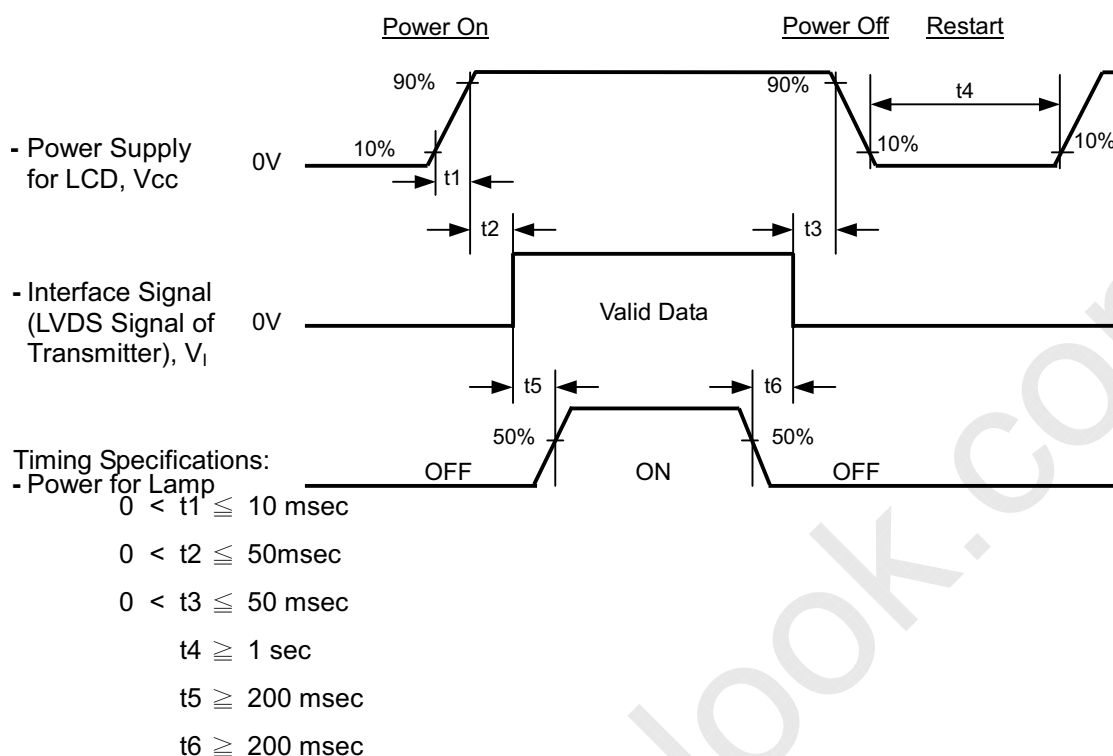 Power On
Power Off Restart
90% 90% t4
- Power Supply
for LCD, Vcc
0V 10% 10% 10%
t1
t2 t3
- Interface Signal
(LVDS Signal of
Transmitter), VI
0V Valid Data
t5 t6
50% 50%
Timing Specifications:
- Power for Lamp OFF ON OFF
0 < t1 ≦ 10 msec
0 < t2 ≦ 50msec
0 < t3 ≦ 50 msec
t4 ≧ 1 sec
t5 ≧ 200 msec
t6 ≧ 200 msec
look.co